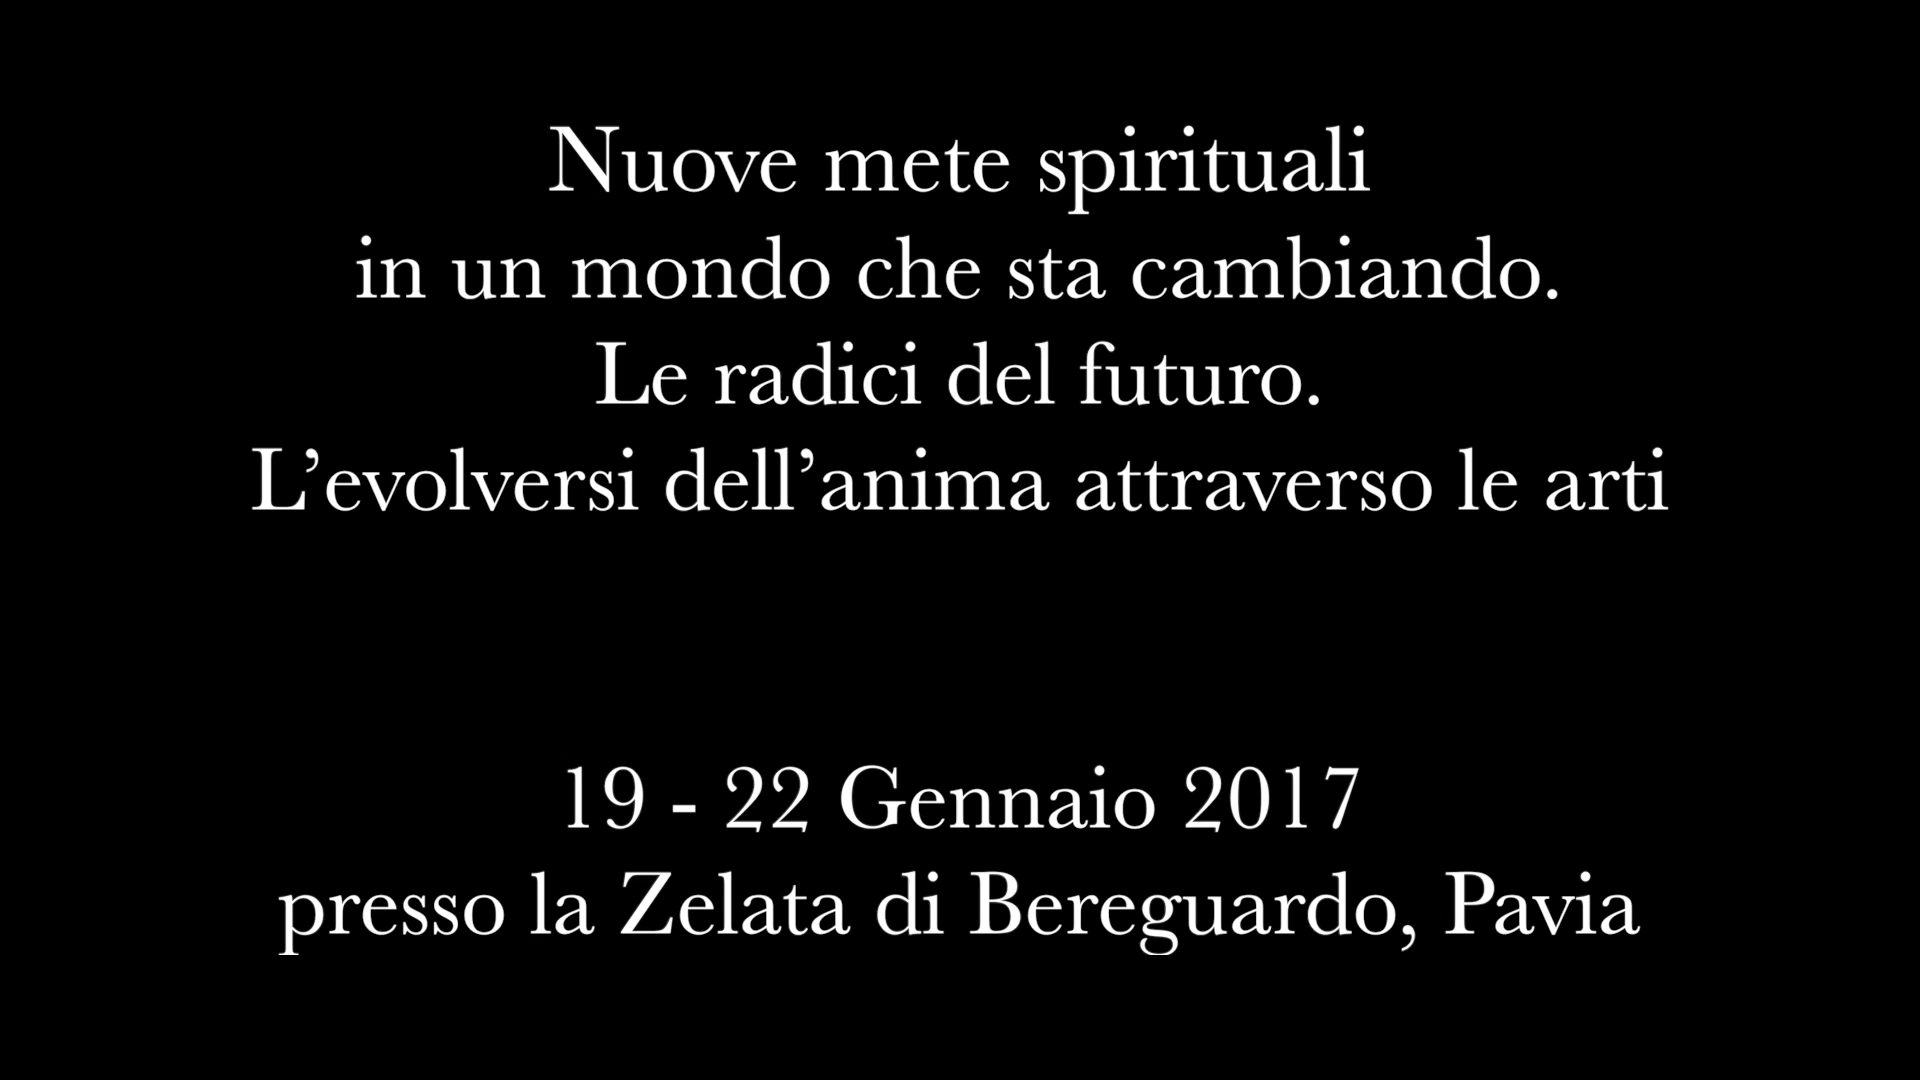 Nuove mete spirituali
in un mondo che sta cambiando.
Le radici del futuro.
L’evolversi dell’anima attraverso le arti
19 - 22 Gennaio 2017
presso la Zelata di Bereguardo, Pavia